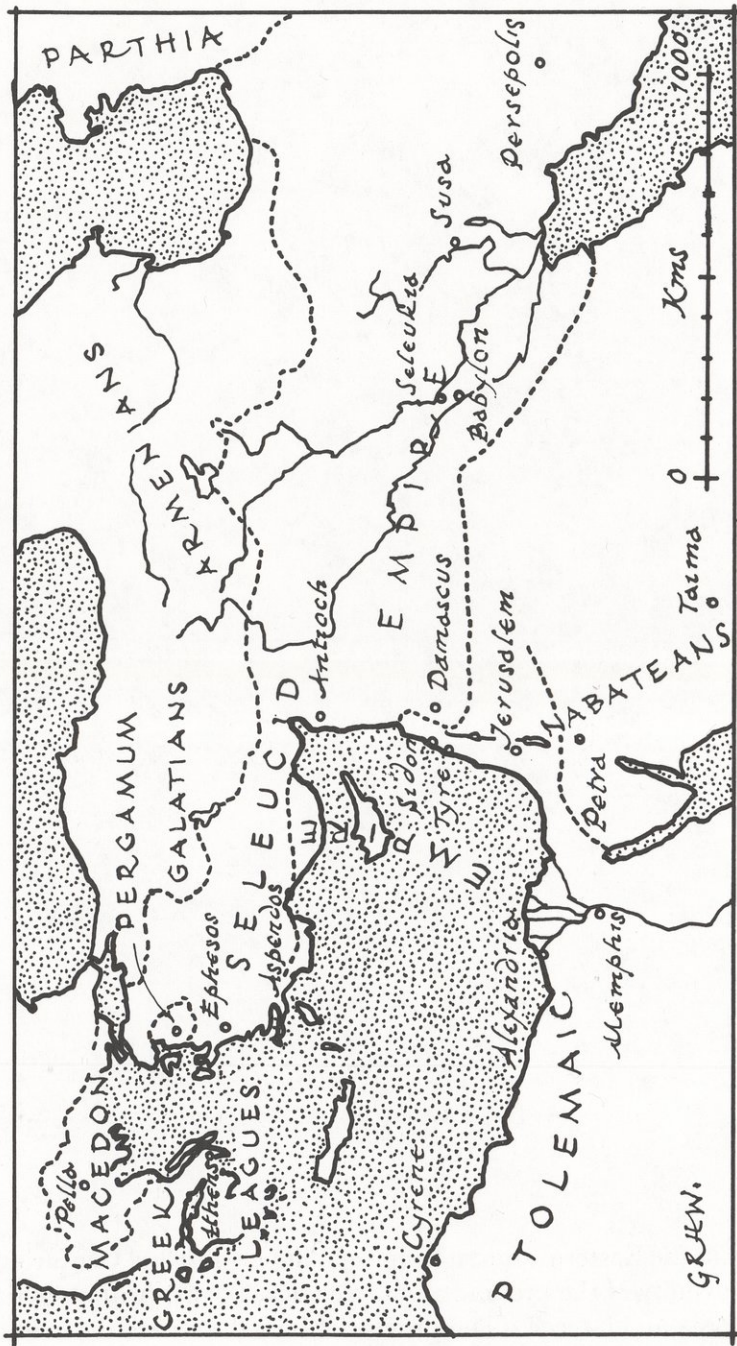 PARTHIA
ARMENIANS
PERGAMUM
GALATIANS
MACEDON
Pella
GREEK
LEAGUES
Athens
Ephesos
Aspendos
SELEUCID
EMPIRE
Antioch
Seleukia
Babylon
Susa
Persepolis
Damascus
Sidon
Tyre
Jerusalem
NABATEANS
Petra
Taima
PTOLEMAIC
EMPIRE
Cyrene
Alexandria
Memphis
0 Kms 1000
GRHW.